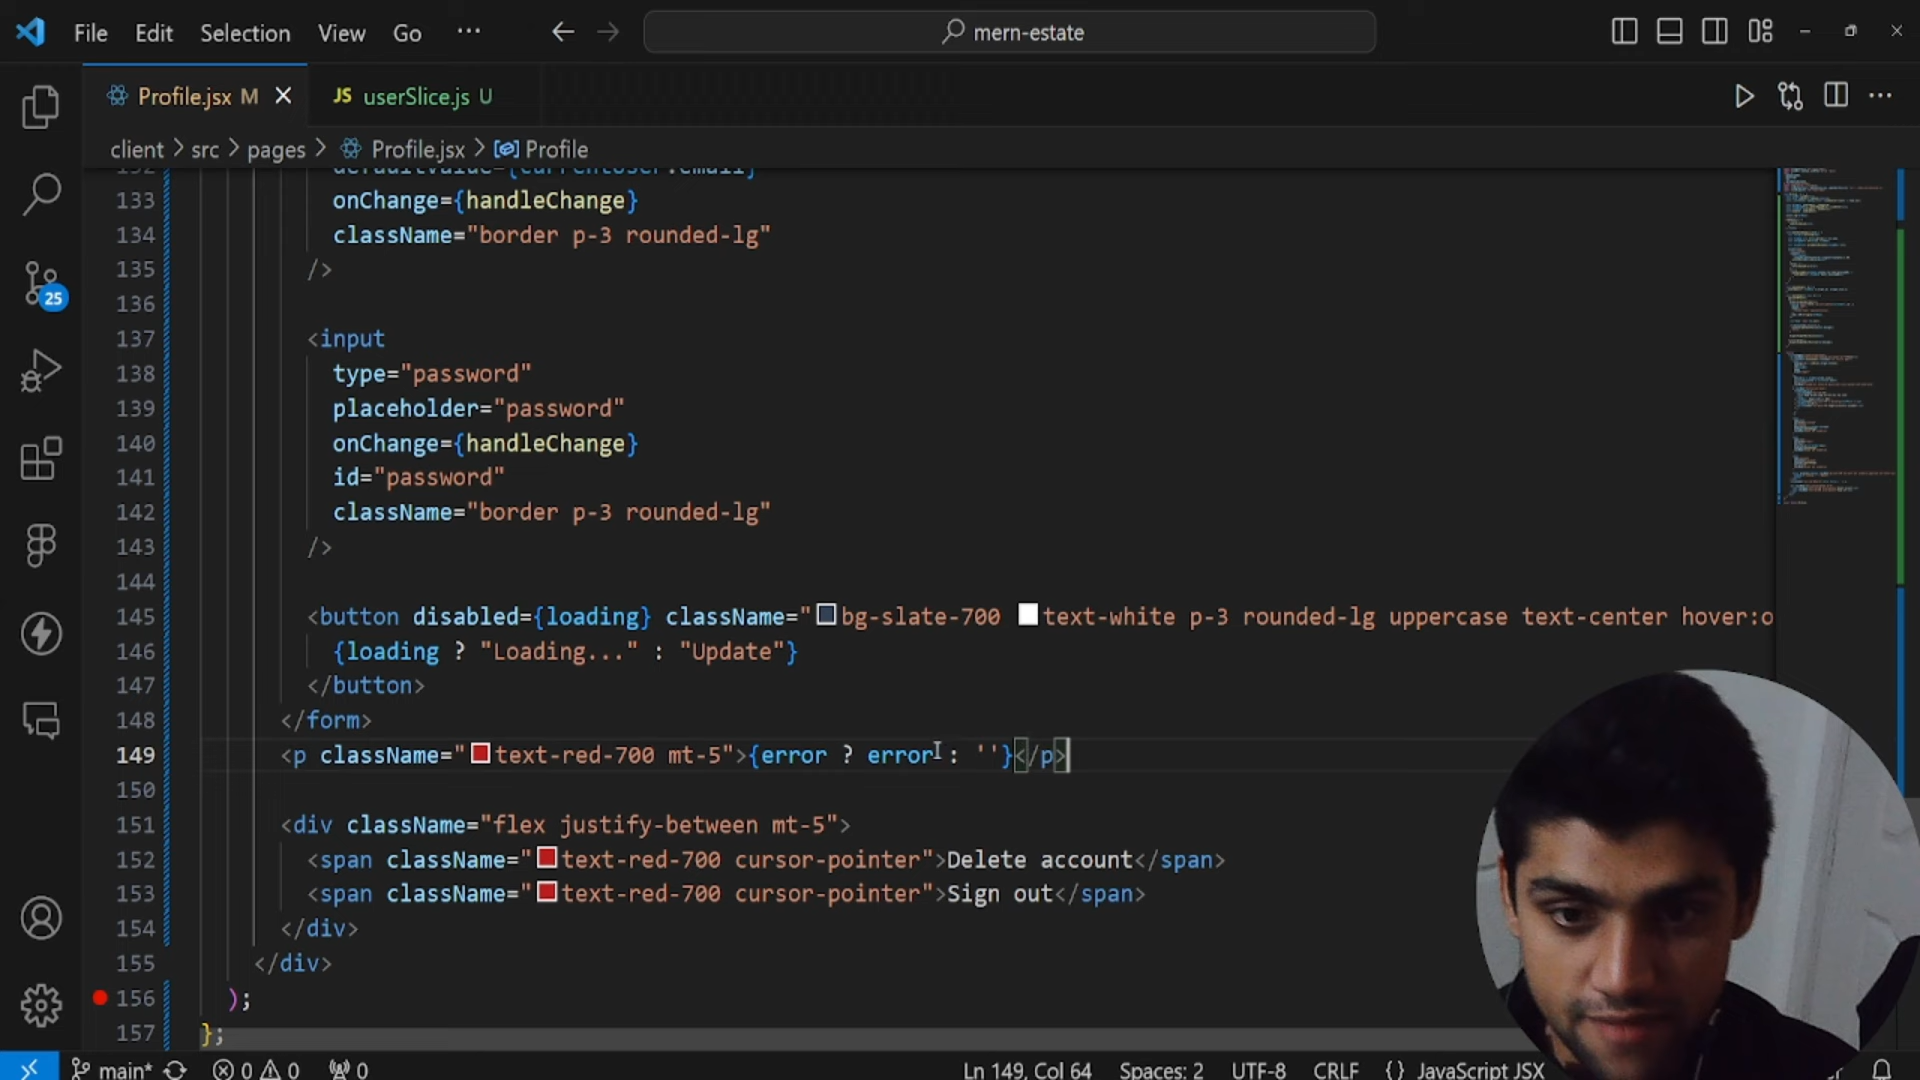 File Edit Selection View Go ··· mern-estate
Profile.jsx M JS userSlice.js U
client > src > pages > Profile.jsx > Profile
133 onChange={handleChange}
134 className="border p-3 rounded-lg"
135 />
136
137 <input
138 type="password"
139 placeholder="password"
140 onChange={handleChange}
141 id="password"
142 className="border p-3 rounded-lg"
143 />
144
145 <button disabled={loading} className="bg-slate-700 text-white p-3 rounded-lg uppercase text-center hover:o
146 {loading ? "Loading..." : "Update"}
147 </button>
148 </form>
149 <p className="text-red-700 mt-5">{error ? error : ''}</p>
150
151 <div className="flex justify-between mt-5">
152 <span className="text-red-700 cursor-pointer">Delete account</span>
153 <span className="text-red-700 cursor-pointer">Sign out</span>
154 </div>
155 </div>
156 );
157 };
25
main* 0 0 0 Ln 149, Col 64 Spaces: 2 UTF-8 CRLF {} JavaScript JSX